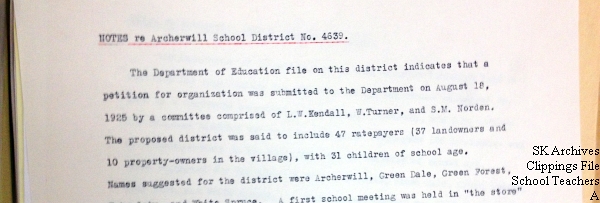 NOTES re Archerwill School District No. 4639.
The Department of Education file on this district indicates that a
petition for organization was submitted to the Department on August 18,
1925 by a committee comprised of L.W.Kendall, W.Turner, and S.M. Norden.
The proposed district was said to include 47 ratepayers (37 landowners and
10 property-owners in the village), with 31 children of school age.
Names suggested for the district were Archerwill, Green Dale, Green Forest,
and White Spruce. A first school meeting was held in "the store"
SK Archives
Clippings File
School Teachers
A